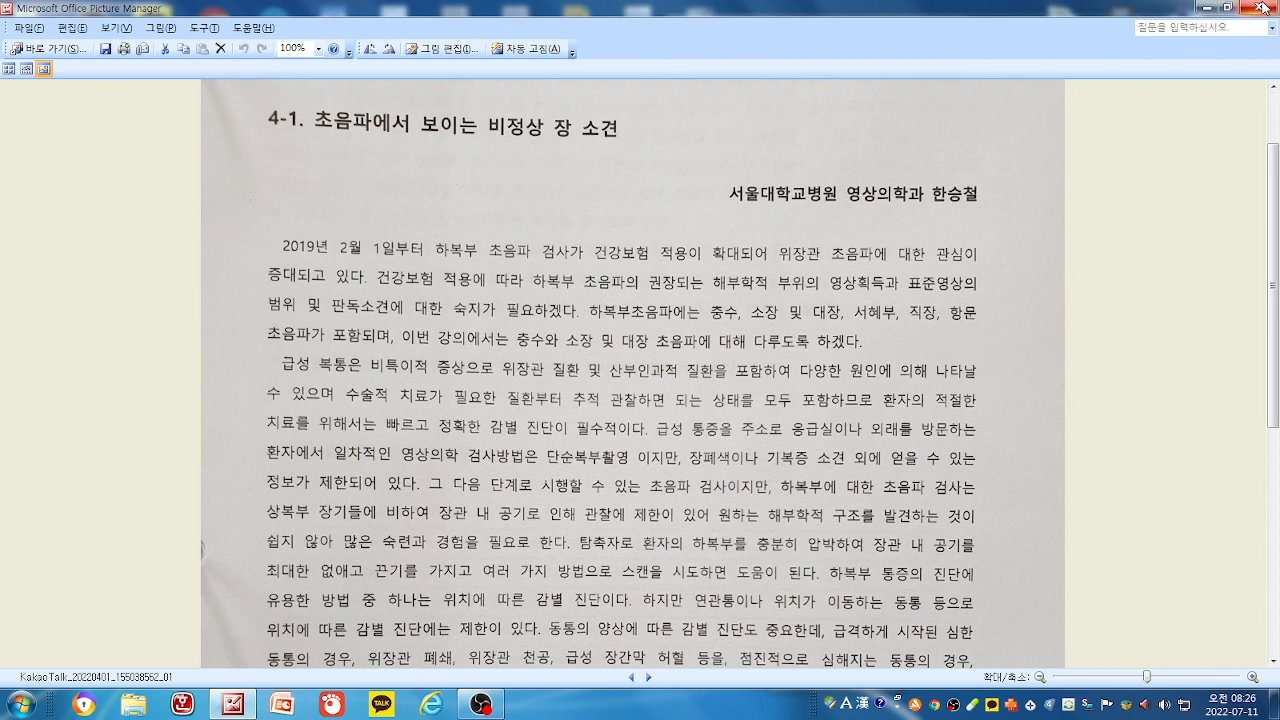 Microsoft Office Picture Manager
파일(F) 편집(E) 보기(V) 그림(P) 도구(T) 도움말(H)
질문을 입력하십시오.
바로 가기(S)... 100% 그림 편집(D)... 자동 고침(A)
4-1. 초음파에서 보이는 비정상 장 소견
서울대학교병원 영상의학과 한승철
2019년 2월 1일부터 하복부 초음파 검사가 건강보험 적용이 확대되어 위장관 초음파에 대한 관심이
증대되고 있다. 건강보험 적용에 따라 하복부 초음파의 권장되는 해부학적 부위의 영상획득과 표준영상의
범위 및 판독소견에 대한 숙지가 필요하겠다. 하복부초음파에는 충수, 소장 및 대장, 서혜부, 직장, 항문
초음파가 포함되며, 이번 강의에서는 충수와 소장 및 대장 초음파에 대해 다루도록 하겠다.
급성 복통은 비특이적 증상으로 위장관 질환 및 산부인과적 질환을 포함하여 다양한 원인에 의해 나타날
수 있으며 수술적 치료가 필요한 질환부터 추적 관찰하면 되는 상태를 모두 포함하므로 환자의 적절한
치료를 위해서는 빠르고 정확한 감별 진단이 필수적이다. 급성 통증을 주소로 응급실이나 외래를 방문하는
환자에서 일차적인 영상의학 검사방법은 단순복부촬영 이지만, 장폐색이나 기복증 소견 외에 얻을 수 있는
정보가 제한되어 있다. 그 다음 단계로 시행할 수 있는 초음파 검사이지만, 하복부에 대한 초음파 검사는
상복부 장기들에 비하여 장관 내 공기로 인해 관찰에 제한이 있어 원하는 해부학적 구조를 발견하는 것이
쉽지 않아 많은 숙련과 경험을 필요로 한다. 탐촉자로 환자의 하복부를 충분히 압박하여 장관 내 공기를
최대한 없애고 끈기를 가지고 여러 가지 방법으로 스캔을 시도하면 도움이 된다. 하복부 통증의 진단에
유용한 방법 중 하나는 위치에 따른 감별 진단이다. 하지만 연관통이나 위치가 이동하는 동통 등으로
위치에 따른 감별 진단에는 제한이 있다. 동통의 양상에 따른 감별 진단도 중요한데, 급격하게 시작된 심한
동통의 경우, 위장관 폐쇄, 위장관 천공, 급성 장간막 허혈 등을, 점진적으로 심해지는 동통의 경우,
KakaoTalk_20220401_155038562_01
확대/축소:
TALK
A 漢
오전 08:26
2022-07-11